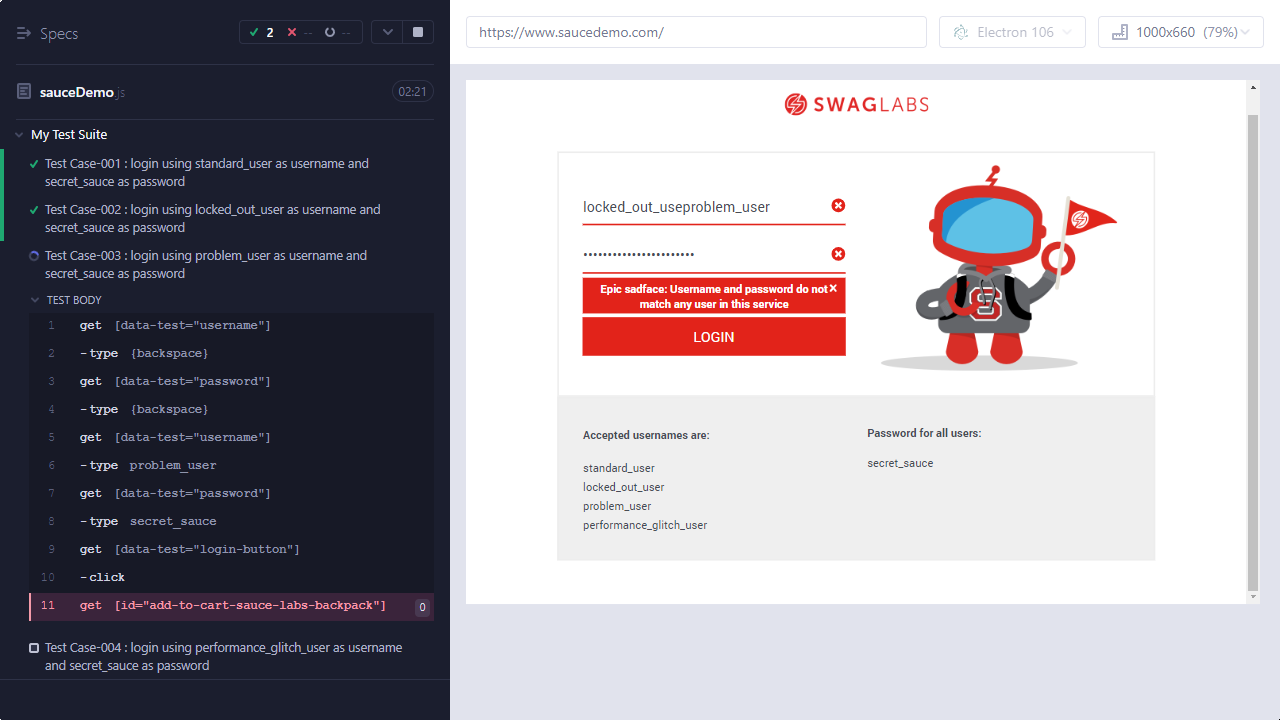 Specs
2 -- --
sauceDemo.js
02:21
My Test Suite
Test Case-001 : login using standard_user as username and
secret_sauce as password
Test Case-002 : login using locked_out_user as username and
secret_sauce as password
Test Case-003 : login using problem_user as username and
secret_sauce as password
TEST BODY
1 get [data-test="username"]
2 -type {backspace}
3 get [data-test="password"]
4 -type {backspace}
5 get [data-test="username"]
6 -type problem_user
7 get [data-test="password"]
8 -type secret_sauce
9 get [data-test="login-button"]
10 -click
11 get [id="add-to-cart-sauce-labs-backpack"] 0
Test Case-004 : login using performance_glitch_user as username
and secret_sauce as password
https://www.saucedemo.com/
Electron 106
1000x660 (79%)
SWAGLABS
locked_out_useproblem_user
Epic sadface: Username and password do not
match any user in this service
LOGIN
S
Accepted usernames are:
standard_user
locked_out_user
problem_user
performance_glitch_user
Password for all users:
secret_sauce